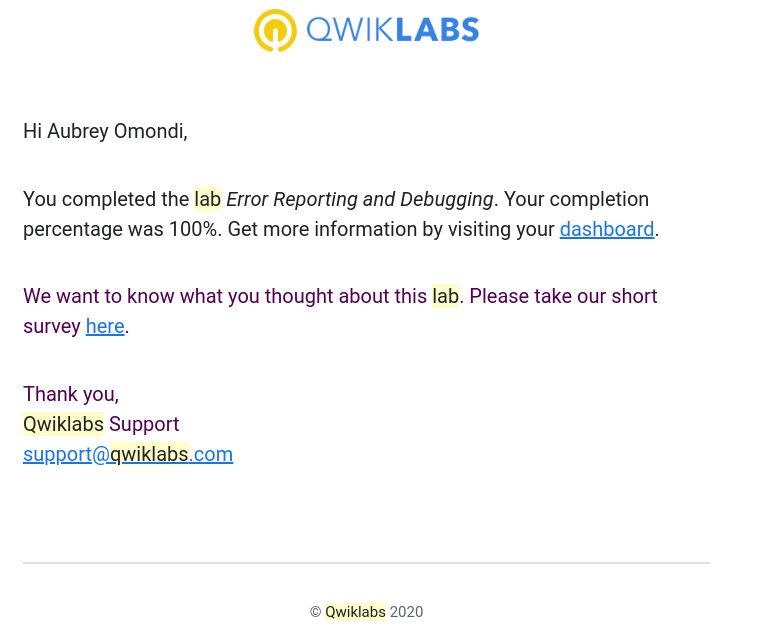 QWIKLABS
Hi Aubrey Omondi,
You completed the lab Error Reporting and Debugging. Your completion
percentage was 100%. Get more information by visiting your dashboard.
We want to know what you thought about this lab. Please take our short
survey here.
Thank you,
Qwiklabs Support
support@qwiklabs.com
© Qwiklabs 2020